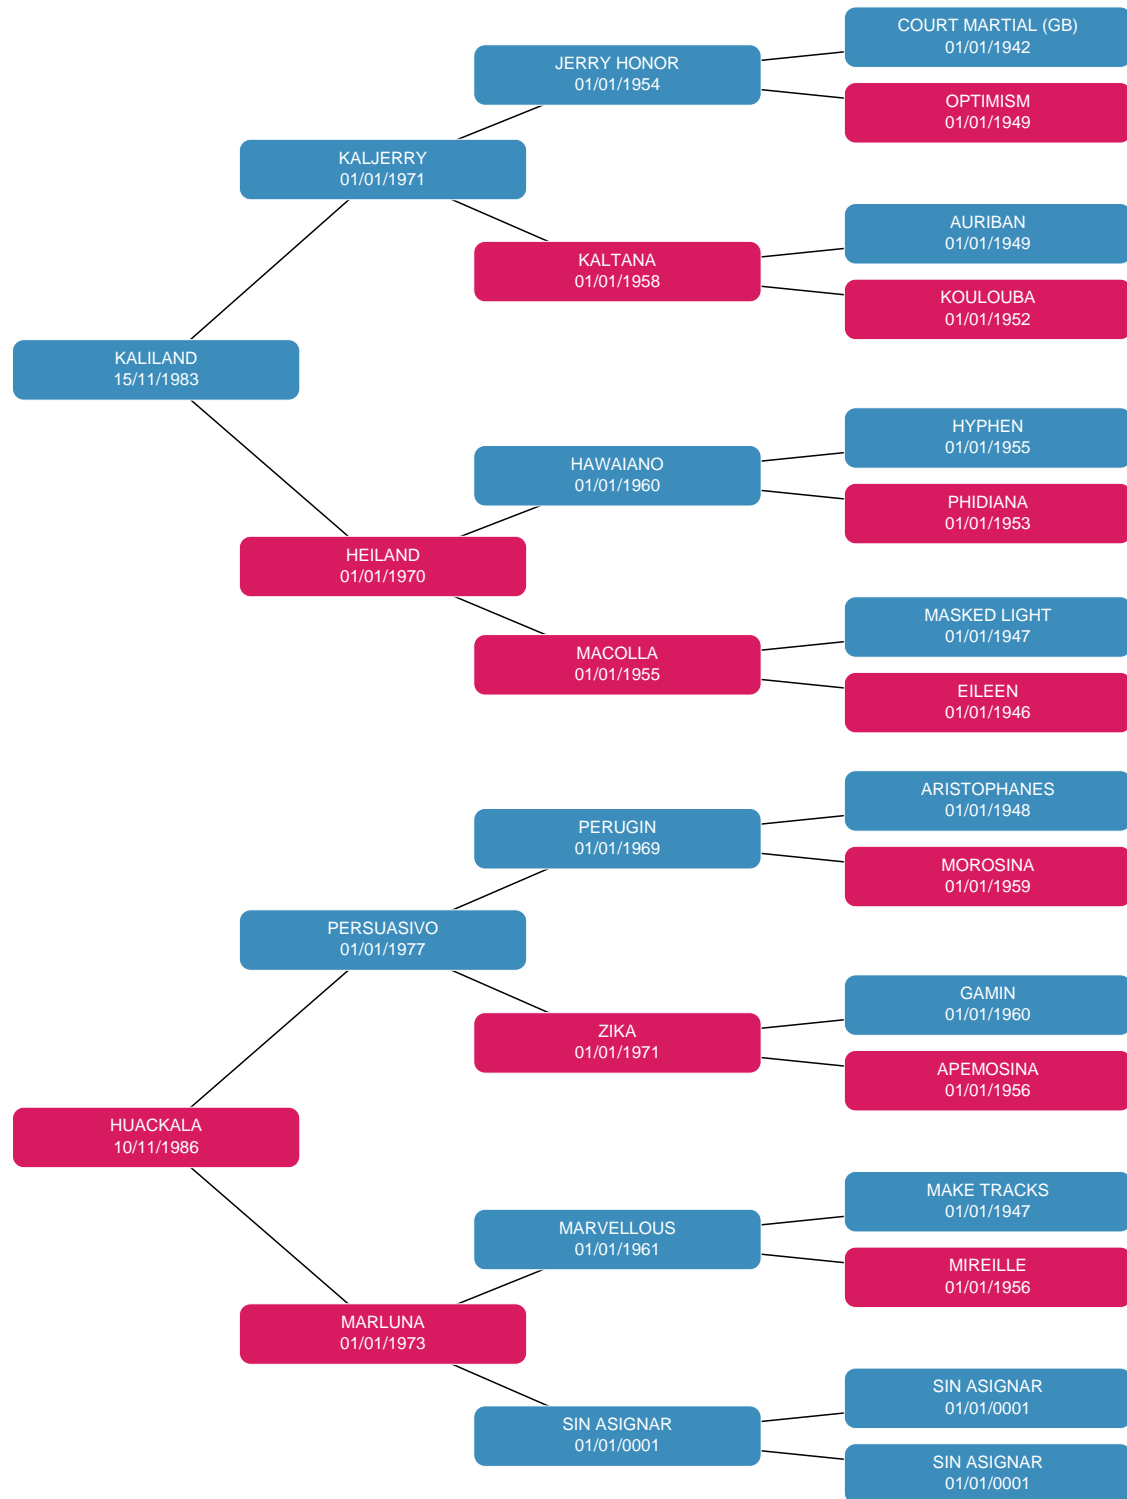 COURT MARTIAL (GB)
01/01/1942
JERRY HONOR
01/01/1954
OPTIMISM
01/01/1949
KALJERRY
01/01/1971
AURIBAN
01/01/1949
KALTANA
01/01/1958
KOULOUBA
01/01/1952
KALILAND
15/11/1983
HYPHEN
01/01/1955
HAWAIANO
01/01/1960
PHIDIANA
01/01/1953
HEILAND
01/01/1970
MASKED LIGHT
01/01/1947
MACOLLA
01/01/1955
EILEEN
01/01/1946
ARISTOPHANES
01/01/1948
PERUGIN
01/01/1969
MOROSINA
01/01/1959
PERSUASIVO
01/01/1977
GAMIN
01/01/1960
ZIKA
01/01/1971
APEMOSINA
01/01/1956
HUACKALA
10/11/1986
MAKE TRACKS
01/01/1947
MARVELLOUS
01/01/1961
MIREILLE
01/01/1956
MARLUNA
01/01/1973
SIN ASIGNAR
01/01/0001
SIN ASIGNAR
01/01/0001
SIN ASIGNAR
01/01/0001